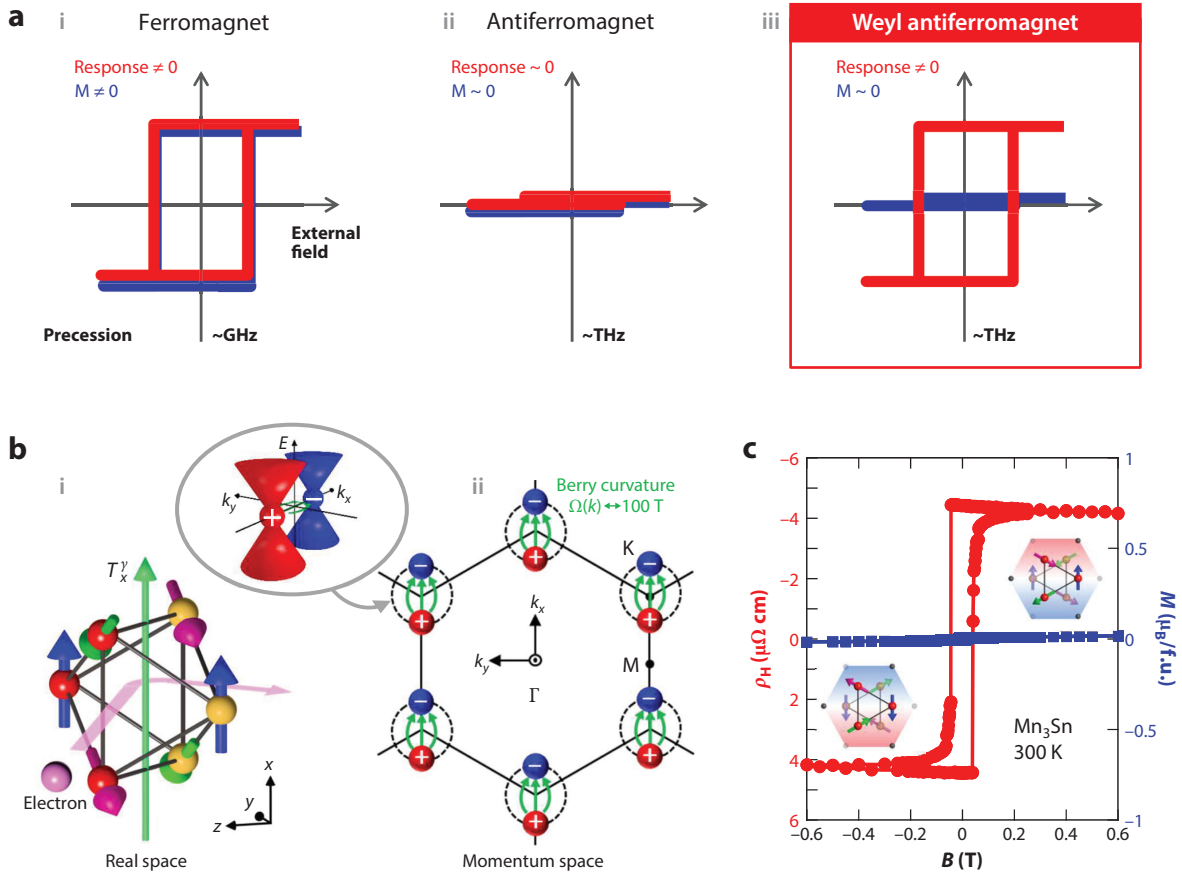 a
i
Ferromagnet
Response ≠ 0
M ≠ 0
External
field
Precession
~GHz
ii
Antiferromagnet
Response ~ 0
M ~ 0
~THz
iii
Weyl antiferromagnet
Response ≠ 0
M ~ 0
~THz
b
i
E
k_y
k_x
+
−
T_x^γ
Electron
x
y
z
Real space
ii
Berry curvature
Ω(k)↔100 T
−
+
−
+
−
+
−
+
−
+
−
+
K
k_x
k_y
M
Γ
Momentum space
c
−6
−4
−2
0
2
4
6
ρ_H (μΩ cm)
1
0.5
0
−0.5
−1
M (μ_B/f.u.)
Mn₃Sn
300 K
−0.6
−0.4
−0.2
0
0.2
0.4
0.6
B (T)